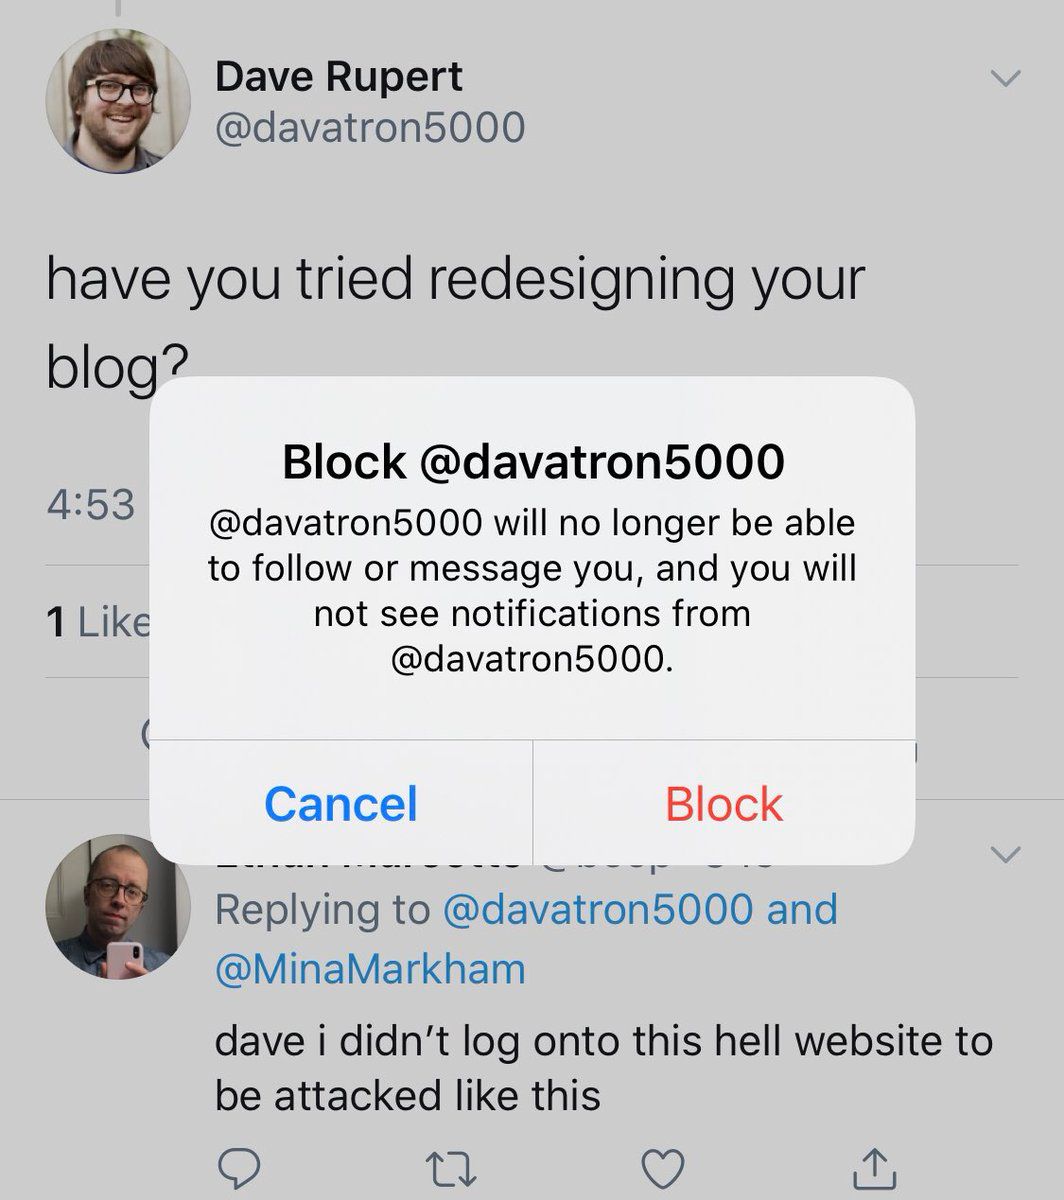 Dave Rupert
@davatron5000
have you tried redesigning your
blog?
Block @davatron5000
@davatron5000 will no longer be able
to follow or message you, and you will
not see notifications from
@davatron5000.
4:53
1 Like
Cancel
Block
Replying to @davatron5000 and
@MinaMarkham
dave i didn’t log onto this hell website to
be attacked like this